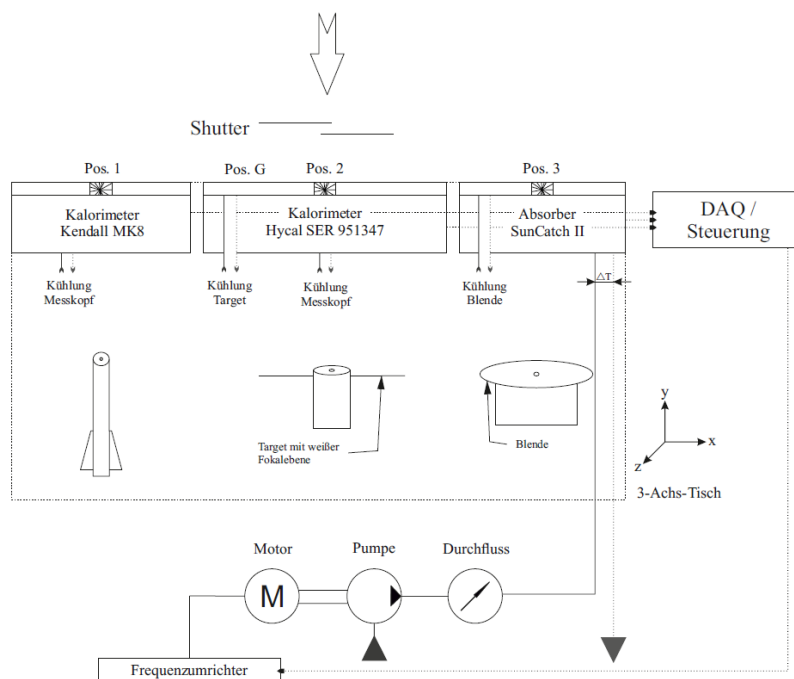 Shutter
Pos. 1
Pos. G
Pos. 2
Pos. 3
Kalorimeter
Kendall MK8
Kalorimeter
Hycal SER 951347
Absorber
SunCatch II
DAQ /
Steuerung
Kühlung
Messkopf
Kühlung
Target
Kühlung
Messkopf
Kühlung
Blende
△T
Target mit weißer
Fokalebene
Blende
y
x
z
3-Achs-Tisch
Motor
Pumpe
Durchfluss
M
Frequenzumrichter